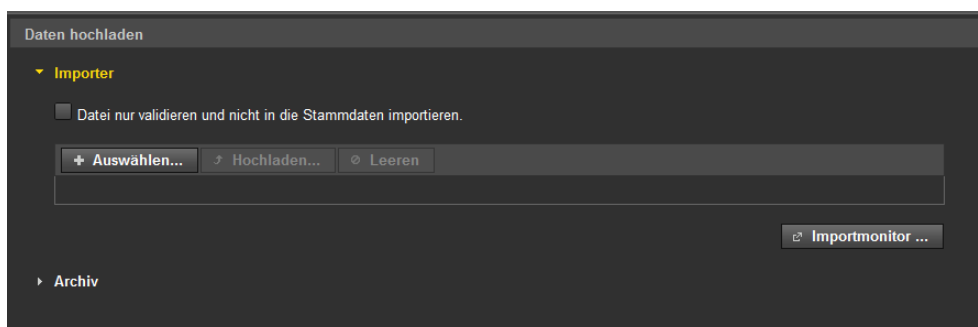 Daten hochladen
Importer
Datei nur validieren und nicht in die Stammdaten importieren.
Auswählen... Hochladen... Leeren
Importmonitor ...
Archiv